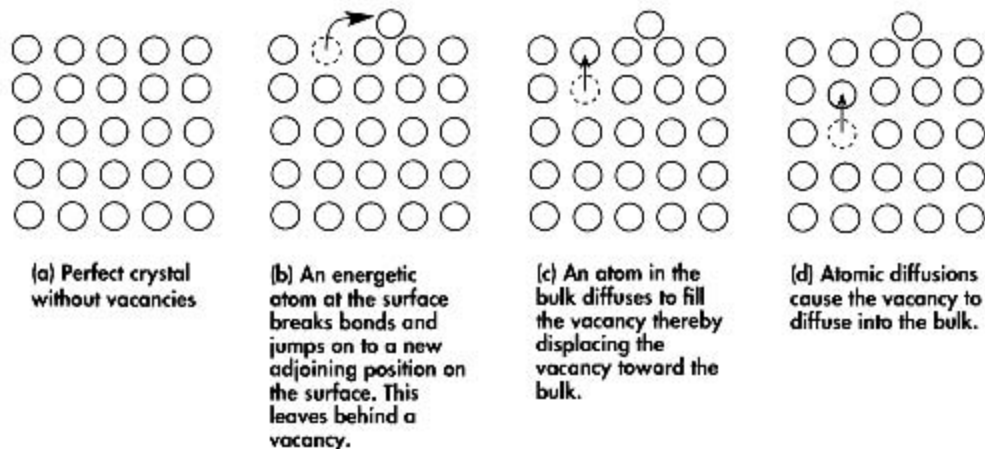 (a) Perfect crystal
without vacancies
(b) An energetic
atom at the surface
breaks bonds and
jumps on to a new
adjoining position on
the surface. This
leaves behind a
vacancy.
(c) An atom in the
bulk diffuses to fill
the vacancy thereby
displacing the
vacancy toward the
bulk.
(d) Atomic diffusions
cause the vacancy to
diffuse into the bulk.